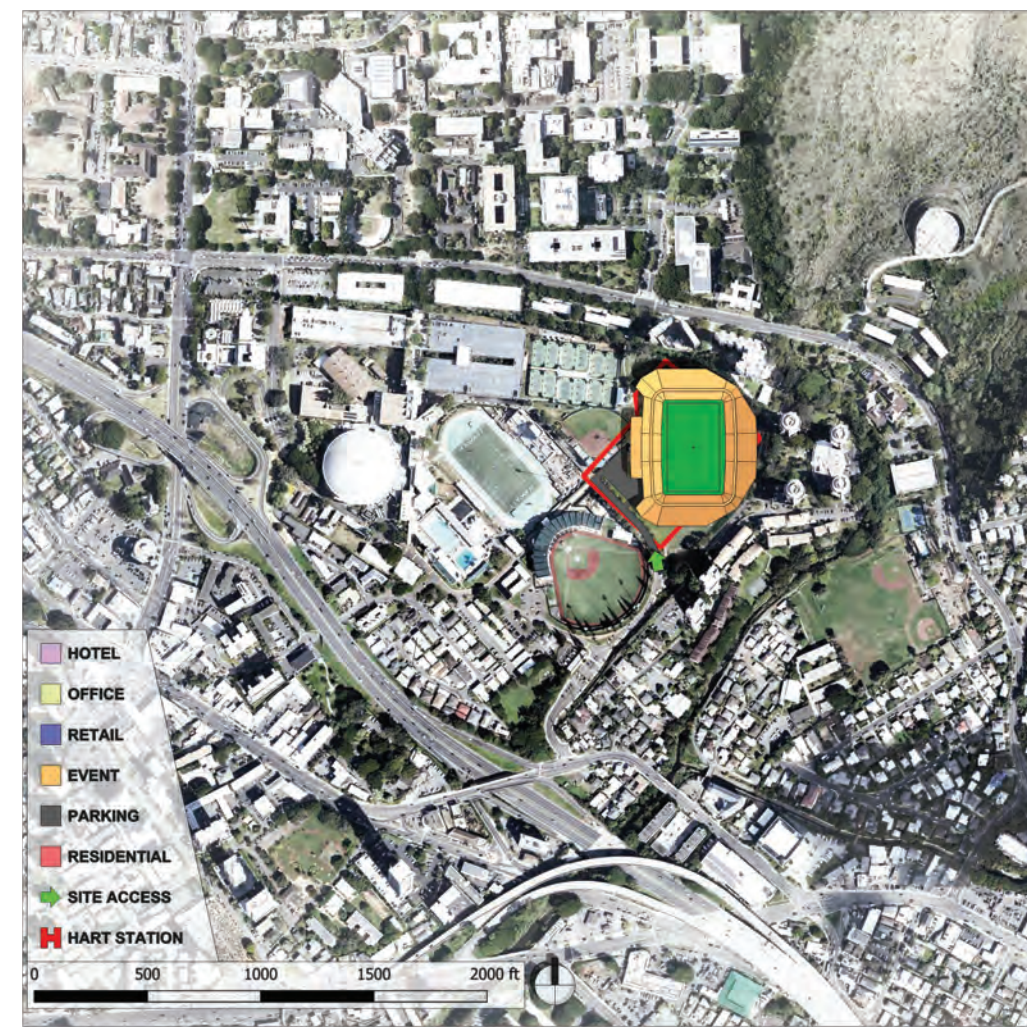 HOTEL
OFFICE
RETAIL
EVENT
PARKING
RESIDENTIAL
SITE ACCESS
H HART STATION
0 500 1000 1500 2000 ft